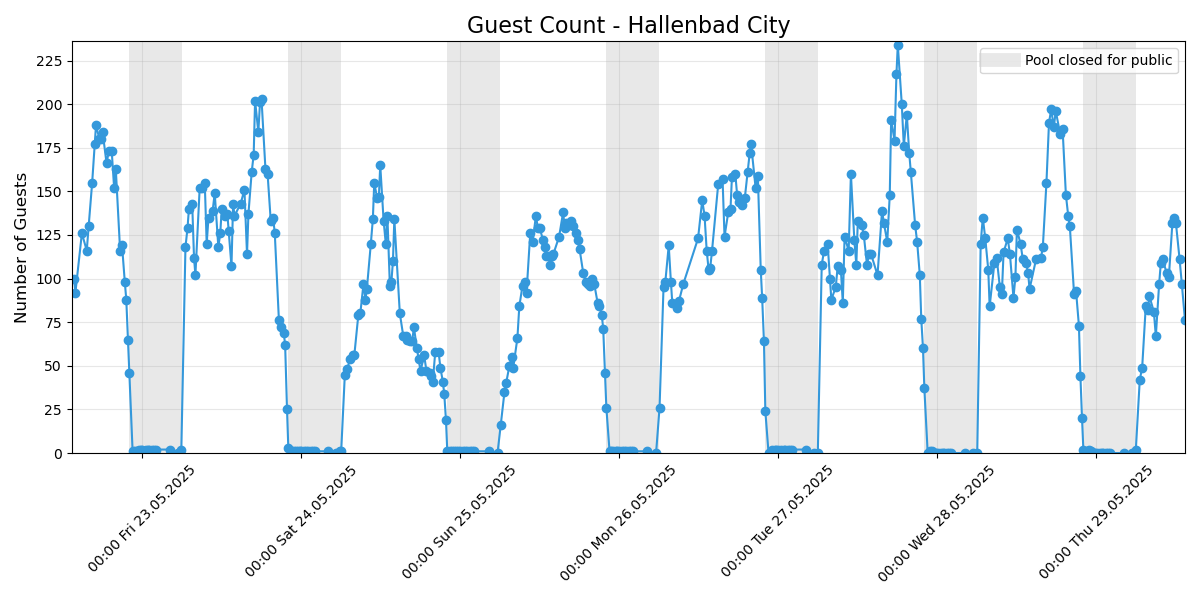 Guest Count - Hallenbad City
Pool closed for public
Number of Guests
225
200
175
150
125
100
75
50
25
0
00:00 Fri 23.05.2025
00:00 Sat 24.05.2025
00:00 Sun 25.05.2025
00:00 Mon 26.05.2025
00:00 Tue 27.05.2025
00:00 Wed 28.05.2025
00:00 Thu 29.05.2025